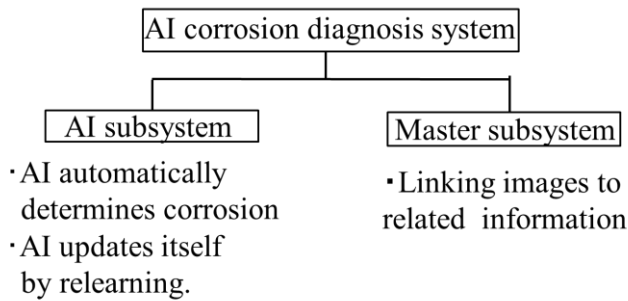 AI corrosion diagnosis system
AI subsystem
・AI automatically
determines corrosion
・AI updates itself
by relearning.
Master subsystem
・Linking images to
related information